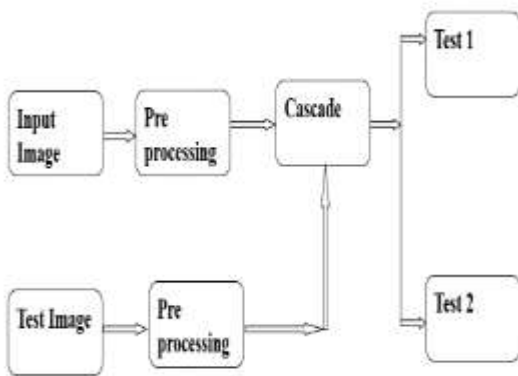 Test 1
Input
Image
Pre
processing
Cascade
Test Image
Pre
processing
Test 2